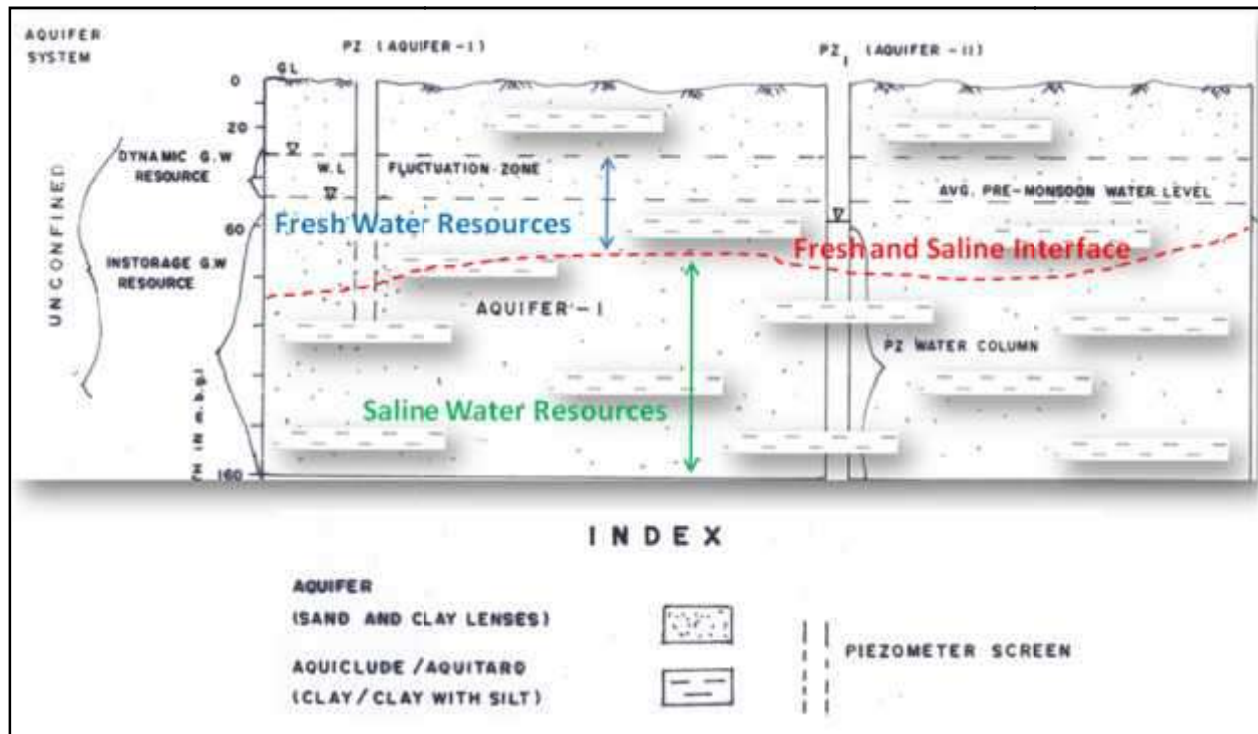 AQUIFER
SYSTEM
PZ (AQUIFER-I)
PZ1 (AQUIFER-II)
G L
0
20
DYNAMIC G.W
RESOURCE
W.L
FLUCTUATION ZONE
AVG. PRE-MONSOON WATER LEVEL
60
Fresh Water Resources
Fresh and Saline Interface
UNCONFINED
INSTORAGE G.W
RESOURCE
AQUIFER-I
PZ WATER COLUMN
Saline Water Resources
IN m.b.g.l
160
INDEX
AQUIFER
(SAND AND CLAY LENSES)
AQUICLUDE/AQUITARD
(CLAY/CLAY WITH SILT)
PIEZOMETER SCREEN